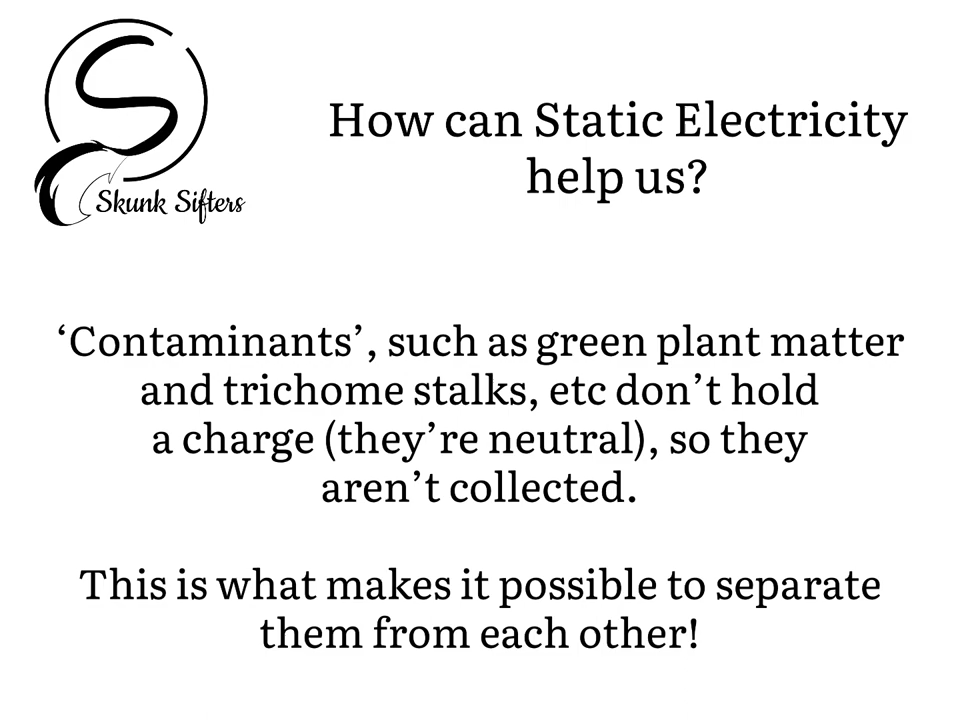 Skunk Sifters
How can Static Electricity
help us?
‘Contaminants’, such as green plant matter
and trichome stalks, etc don’t hold
a charge (they’re neutral), so they
aren’t collected.
This is what makes it possible to separate
them from each other!